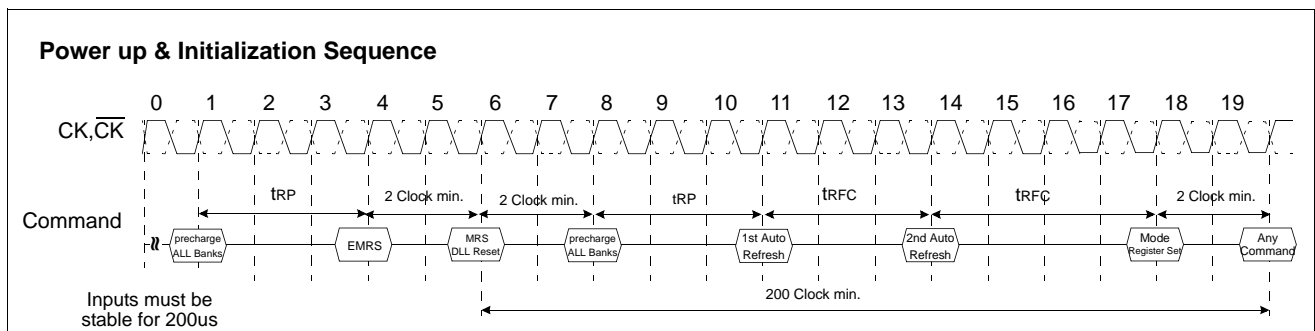 Power up & Initialization Sequence
0 1 2 3 4 5 6 7 8 9 10 11 12 13 14 15 16 17 18 19
CK,CK
tRP 2 Clock min. 2 Clock min. tRP tRFC tRFC 2 Clock min.
Command
precharge
ALL Banks
EMRS
MRS
DLL Reset
precharge
ALL Banks
1st Auto
Refresh
2nd Auto
Refresh
Mode
Register Set
Any
Command
200 Clock min.
Inputs must be
stable for 200us